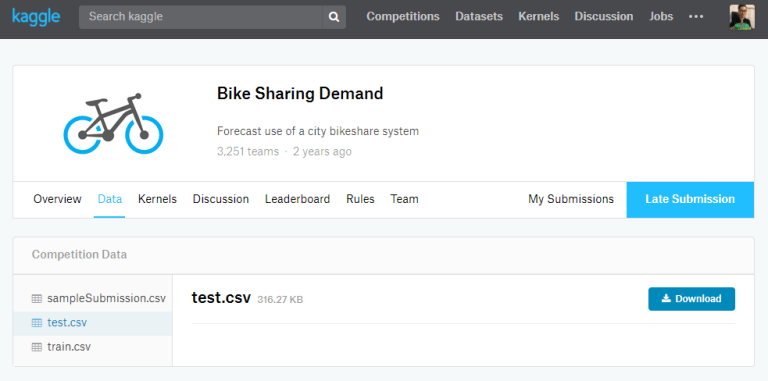 kaggle Search kaggle Competitions Datasets Kernels Discussion Jobs •••
Bike Sharing Demand
Forecast use of a city bikeshare system
3,251 teams · 2 years ago
Overview Data Kernels Discussion Leaderboard Rules Team My Submissions Late Submission
Competition Data
sampleSubmission.csv
test.csv
train.csv
test.csv 316.27 KB Download